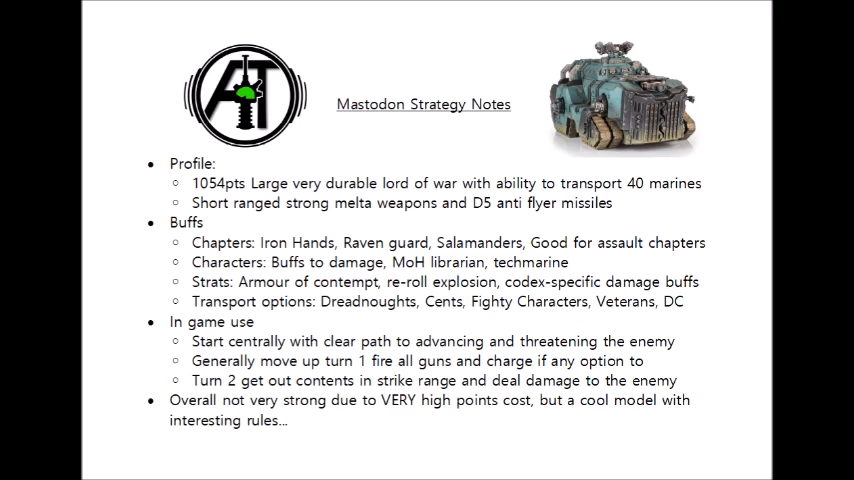 AT
Mastodon Strategy Notes
Profile:
1054pts Large very durable lord of war with ability to transport 40 marines
Short ranged strong melta weapons and D5 anti flyer missiles
Buffs
Chapters: Iron Hands, Raven guard, Salamanders, Good for assault chapters
Characters: Buffs to damage, MoH librarian, techmarine
Strats: Armour of contempt, re-roll explosion, codex-specific damage buffs
Transport options: Dreadnoughts, Cents, Fighty Characters, Veterans, DC
In game use
Start centrally with clear path to advancing and threatening the enemy
Generally move up turn 1 fire all guns and charge if any option to
Turn 2 get out contents in strike range and deal damage to the enemy
Overall not very strong due to VERY high points cost, but a cool model with
interesting rules...